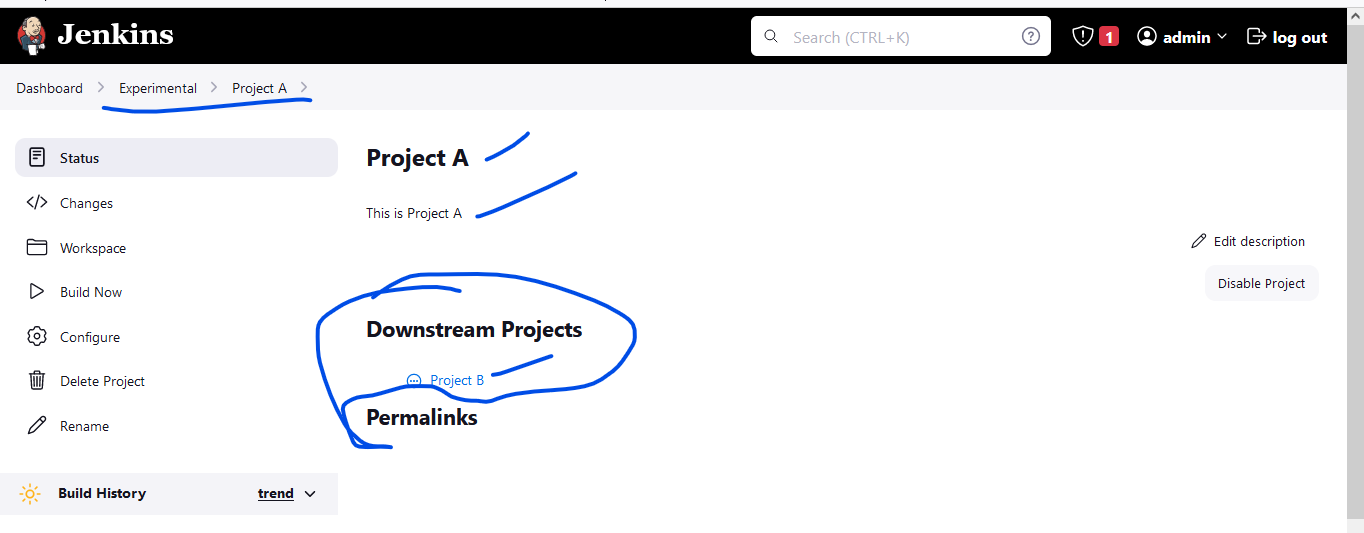 Jenkins
Search (CTRL+K)
1
admin
log out
Dashboard
Experimental
Project A
Status
Changes
Workspace
Build Now
Configure
Delete Project
Rename
Build History
trend
Project A
This is Project A
Edit description
Disable Project
Downstream Projects
Project B
Permalinks